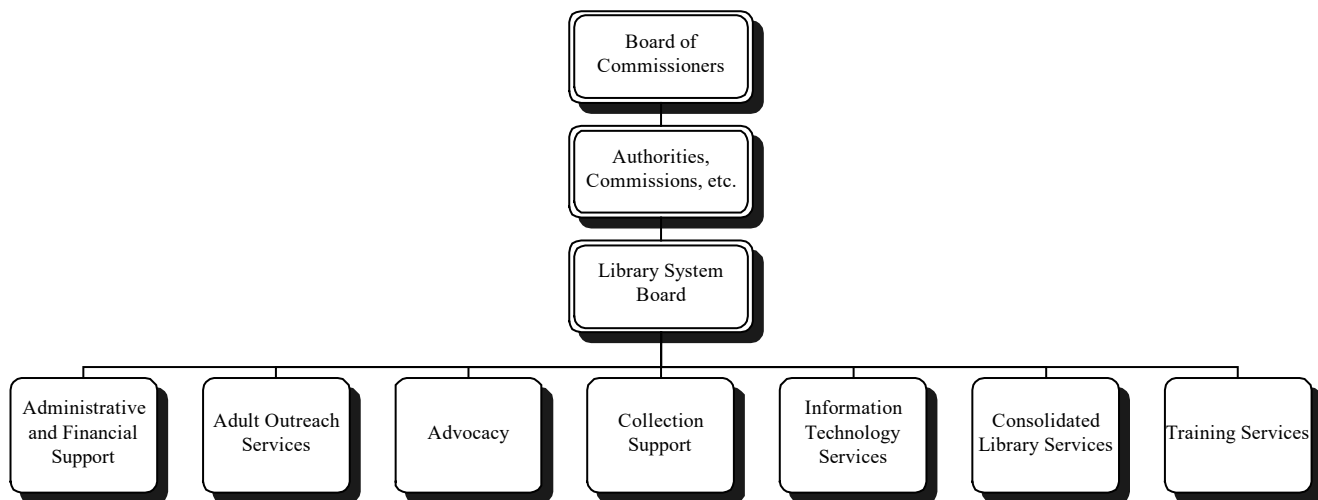 Board of
Commissioners
Authorities,
Commissions, etc.
Library System
Board
Administrative
and Financial
Support
Adult Outreach
Services
Advocacy
Collection
Support
Information
Technology
Services
Consolidated
Library Services
Training Services